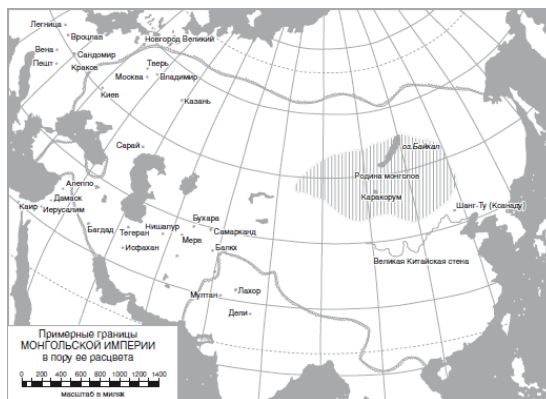 Легница
Вроцлав
Вена
Сандомир
Пешт
Краков
Новгород Великий
Тверь
Москва
Владимир
Киев
Казань
Сарай
оз.Байкал
Родина монголов
Каракорум
Шанг-Ту (Ксанаду)
Алеппо
Дамаск
Каир
Иерусалим
Багдад
Тегеран
Нишапур
Бухара
Самарканд
Мерв
Исфахан
Балкх
Великая Китайская стена
Мултан
Лахор
Дели
Примерные границы
МОНГОЛЬСКОЙ ИМПЕРИИ
в пору ее расцвета
0 200 400 600 800 1000 1200 1400
масштаб в милях